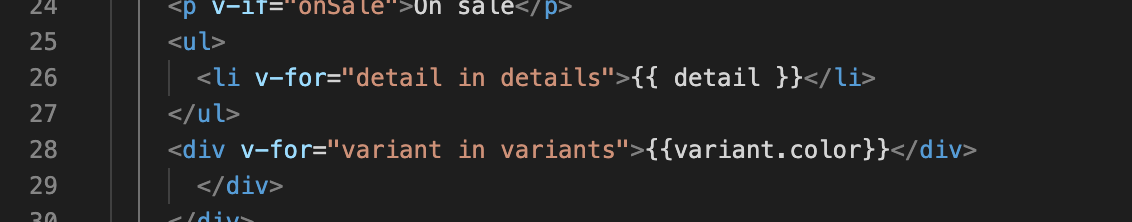 24 <p v-if="onSale">On sale</p>
25 <ul>
26 <li v-for="detail in details">{{ detail }}</li>
27 </ul>
28 <div v-for="variant in variants">{{variant.color}}</div>
29 </div>
30 </div>